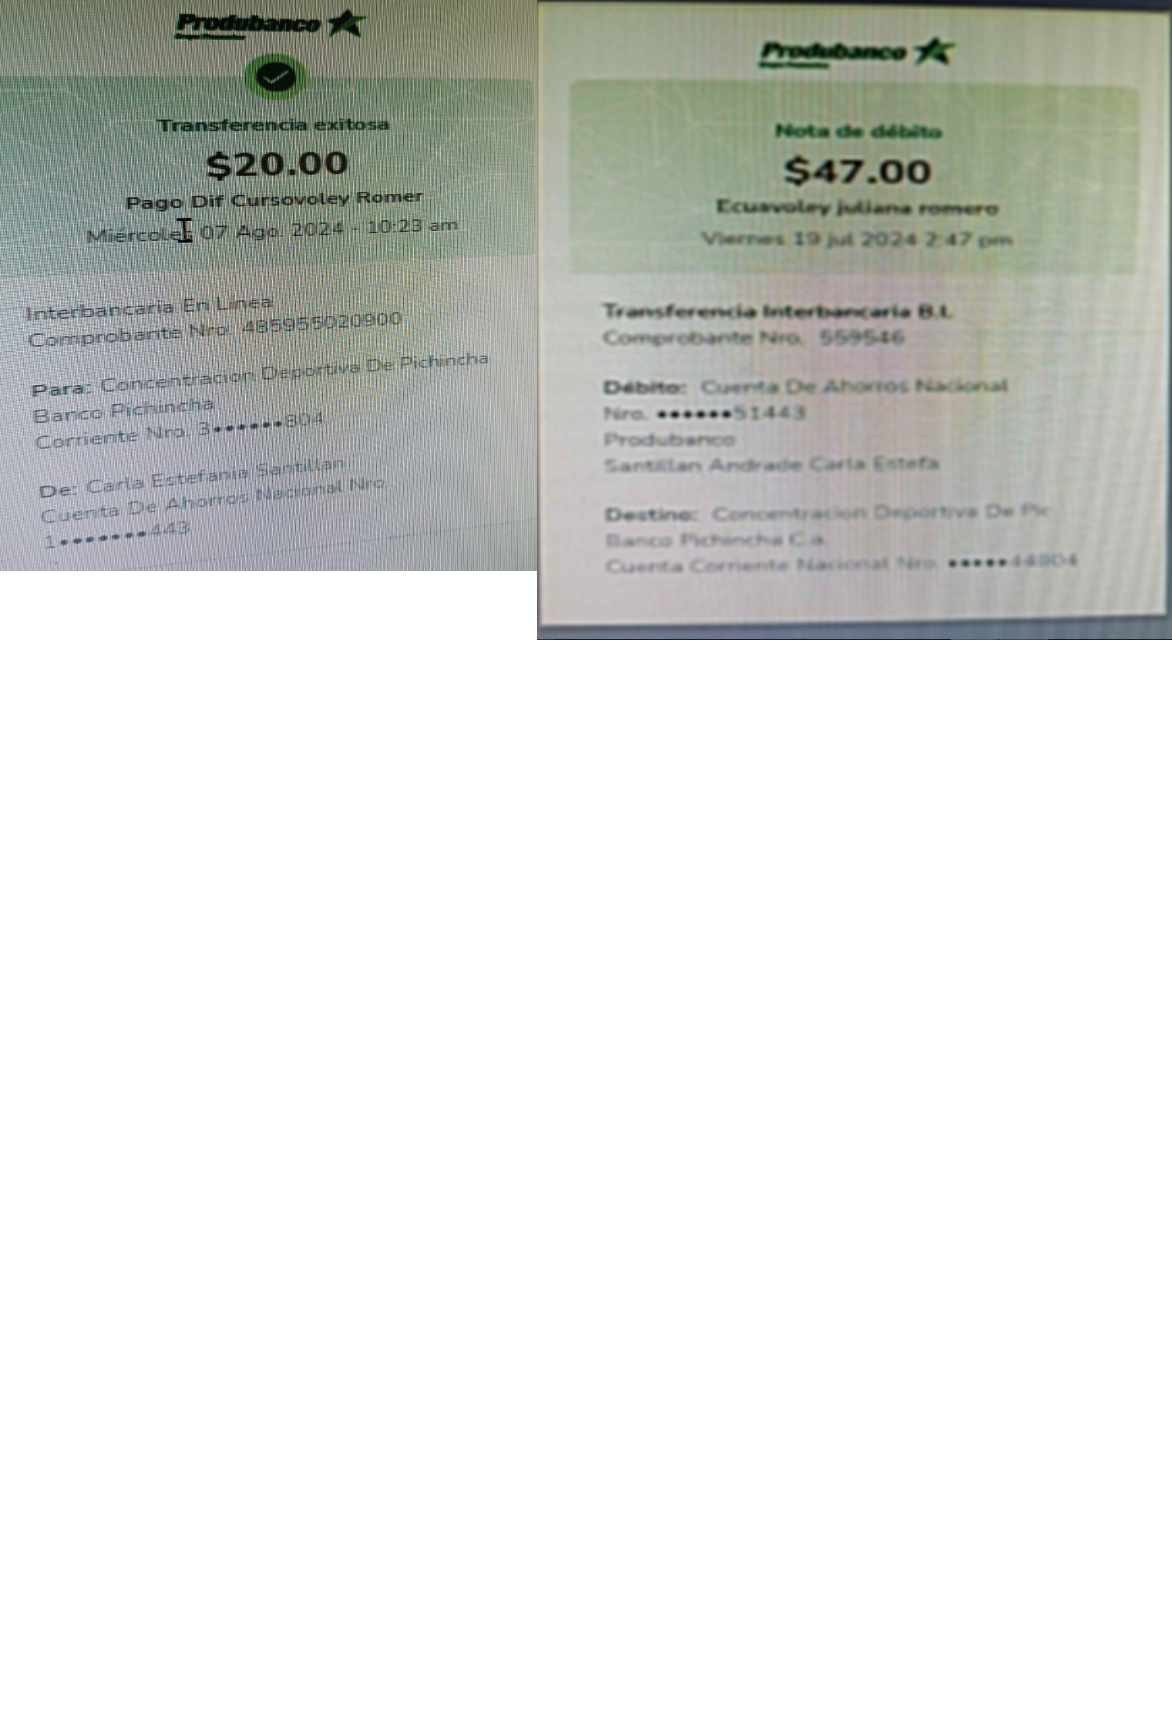 Produbanco
Transferencia exitosa
$20.00
Pago Dif Cursovoley Romer
Miércoles 07 Ago. 2024 - 10:23 am
Interbancaria En Línea
Comprobante Nro. 485955020900
Para: Concentracion Deportiva De Pichincha
Banco Pichincha
Corriente Nro. 3•••••••804
De: Carla Estefania Santillan
Cuenta De Ahorros Nacional Nro.
1••••••••443
Produbanco
Nota de débito
$47.00
Ecuavoley juliana romero
Viernes 19 jul 2024 2:47 pm
Transferencia Interbancaria B.I.
Comprobante Nro. 559546
Débito: Cuenta De Ahorros Nacional
Nro. ••••••51443
Produbanco
Santillan Andrade Carla Estefa
Destino: Concentracion Deportiva De Pic
Banco Pichincha C.a.
Cuenta Corriente Nacional Nro. •••••44804